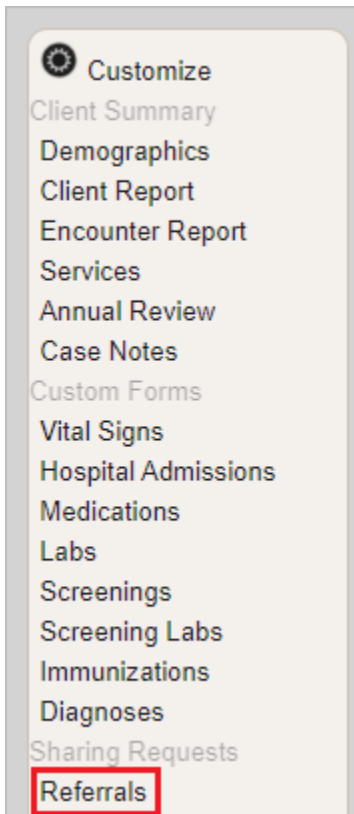 Customize
Client Summary
Demographics
Client Report
Encounter Report
Services
Annual Review
Case Notes
Custom Forms
Vital Signs
Hospital Admissions
Medications
Labs
Screenings
Screening Labs
Immunizations
Diagnoses
Sharing Requests
Referrals